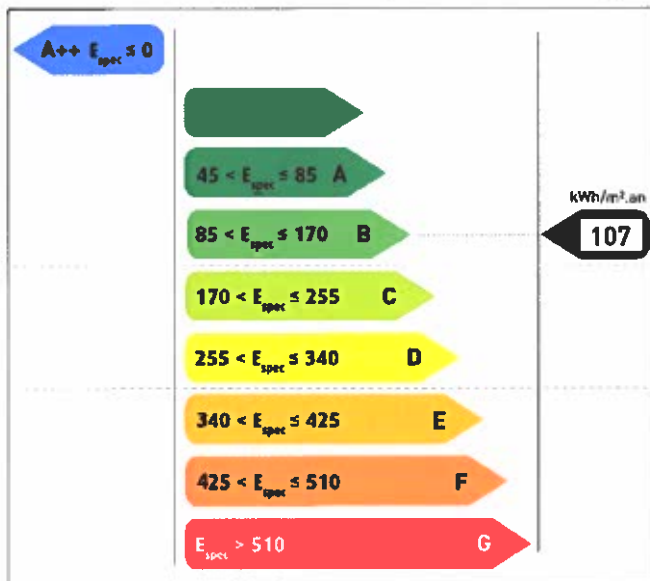 A++ E spec ≤ 0
45 < E spec ≤ 85 A
kWh/m².an
85 < E spec ≤ 170 B
107
170 < E spec ≤ 255 C
255 < E spec ≤ 340 D
340 < E spec ≤ 425 E
425 < E spec ≤ 510 F
E spec > 510 G